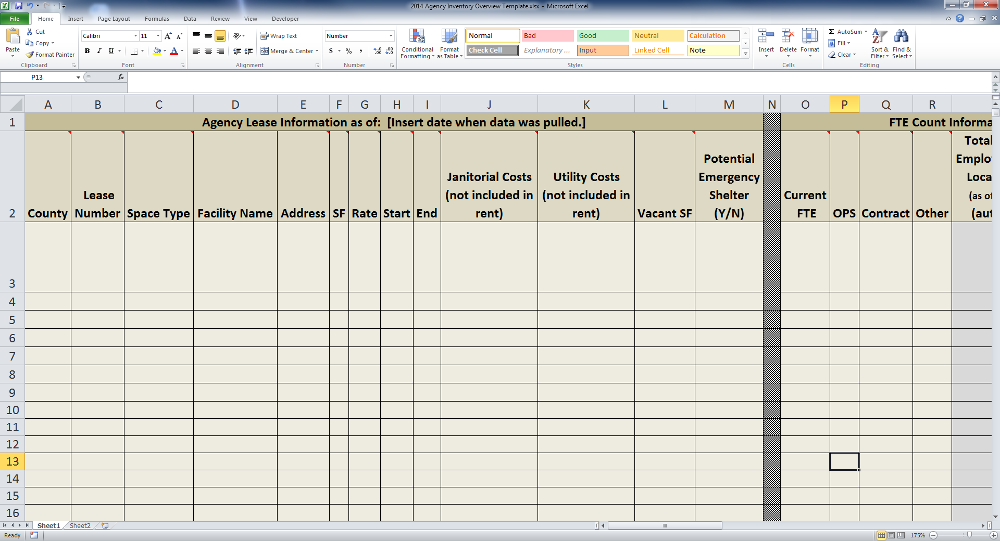 2014 Agency Inventory Overview Template.xlsx - Microsoft Excel
File Home Insert Page Layout Formulas Data Review View Developer
Paste
Cut
Copy
Format Painter
Clipboard
Calibri 11
B I U
Font
Wrap Text
Merge & Center
Alignment
Number
$ % ,
Number
Conditional Formatting
Format as Table
Normal Bad Good Neutral Calculation
Check Cell Explanatory ... Input Linked Cell Note
Styles
Insert Delete Format
Cells
Σ AutoSum
Fill
Clear
Sort & Filter
Find & Select
Editing
P13 fx
A B C D E F G H I J K L M N O P Q R
1 Agency Lease Information as of: [Insert date when data was pulled.] FTE Count Informa
2
County
Lease Number
Space Type
Facility Name
Address
SF
Rate
Start
End
Janitorial Costs (not included in rent)
Utility Costs (not included in rent)
Vacant SF
Potential Emergency Shelter (Y/N)
Current FTE
OPS
Contract
Other
Total
Emplo
Loca
(as of
(aut
3
4
5
6
7
8
9
10
11
12
13
14
15
16
Sheet1 Sheet2
Ready 175%